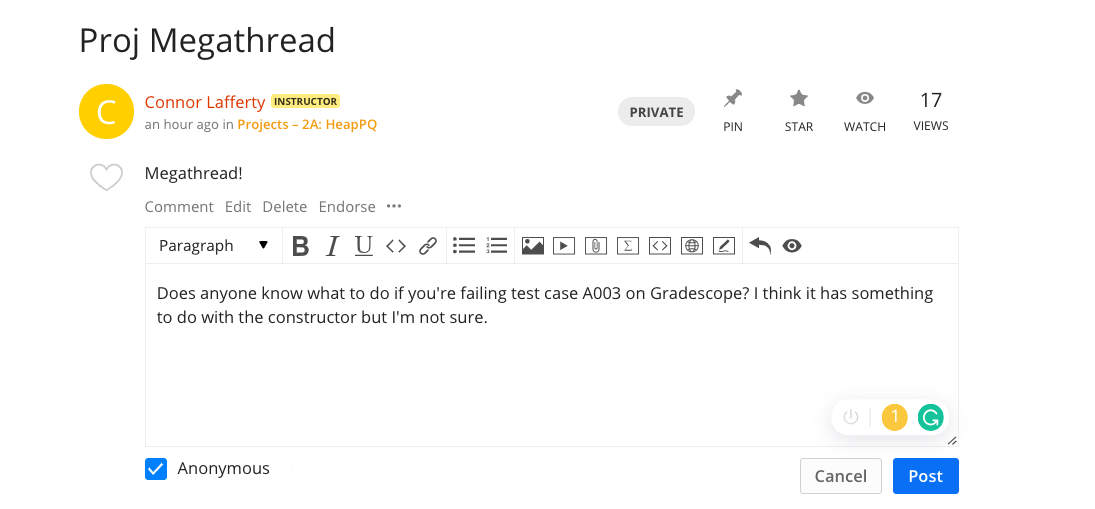 Proj Megathread
C
Connor Lafferty INSTRUCTOR
an hour ago in Projects – 2A: HeapPQ
PRIVATE
PIN
STAR
WATCH
17
VIEWS
Megathread!
Comment Edit Delete Endorse ···
Paragraph B I U
Does anyone know what to do if you're failing test case A003 on Gradescope? I think it has something
to do with the constructor but I'm not sure.
1 G
Anonymous
Cancel Post